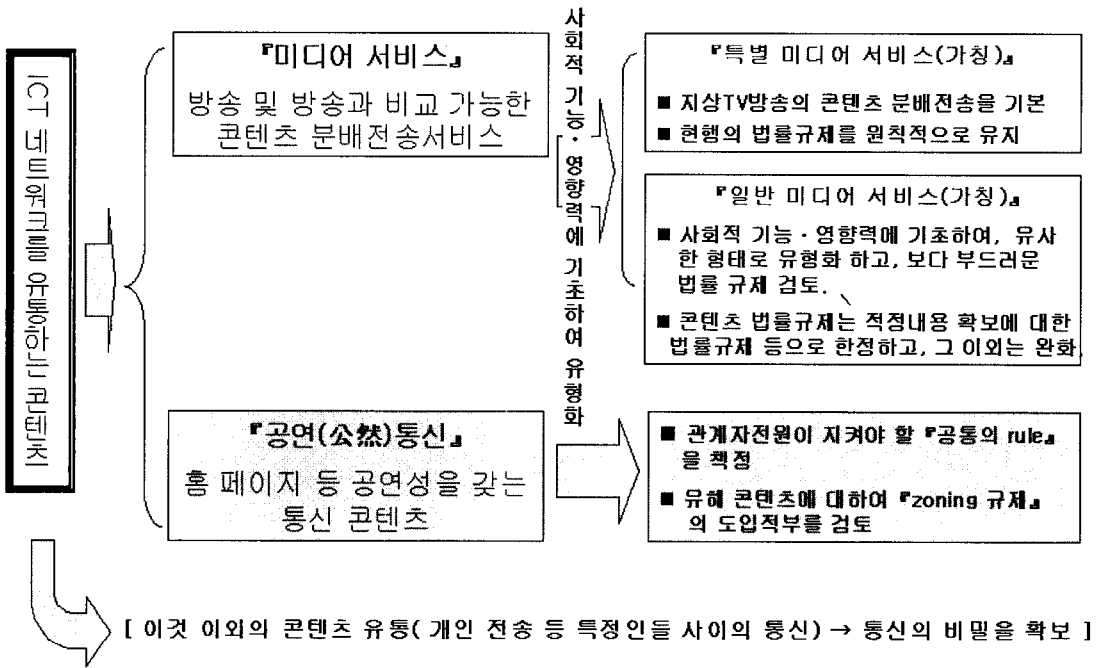 ICT 네트워크를 유통하는 콘텐츠
『미디어 서비스』
방송 및 방송과 비교 가능한
콘텐츠 분배전송서비스
사회적 기능·영향력에 기초하여 유형화
『특별 미디어 서비스(가칭)』
■ 지상TV방송의 콘텐츠 분배전송을 기본
■ 현행의 법률규제를 원칙적으로 유지
『일반 미디어 서비스(가칭)』
■ 사회적 기능·영향력에 기초하여, 유사
한 형태로 유형화 하고, 보다 부드러운
법률 규제 검토.
■ 콘텐츠 법률규제는 적정내용 확보에 대한
법률규제 등으로 한정하고, 그 이외는 완화.
『공연(公然)통신』
홈 페이지 등 공연성을 갖는
통신 콘텐츠
■ 관계자전원이 지켜야 할 『공통의 rule』
을 책정
■ 유해 콘텐츠에 대하여 『zoning 규제』
의 도입적부를 검토
[ 이것 이외의 콘텐츠 유통( 개인 전송 등 특정인들 사이의 통신) → 통신의 비밀을 확보 ]